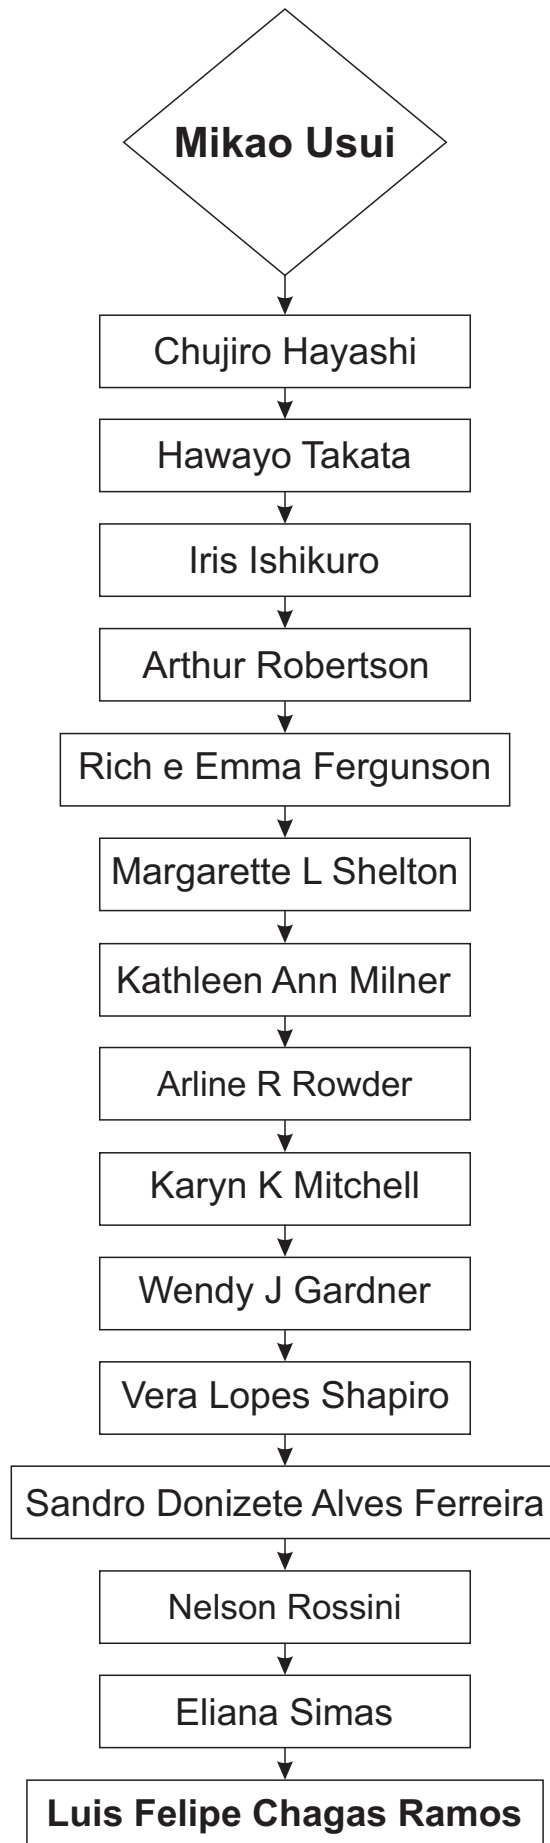 Mikao Usui
Chujiro Hayashi
Hawayo Takata
Iris Ishikuro
Arthur Robertson
Rich e Emma Fergunson
Margarette L Shelton
Kathleen Ann Milner
Arline R Rowder
Karyn K Mitchell
Wendy J Gardner
Vera Lopes Shapiro
Sandro Donizete Alves Ferreira
Nelson Rossini
Eliana Simas
Luis Felipe Chagas Ramos